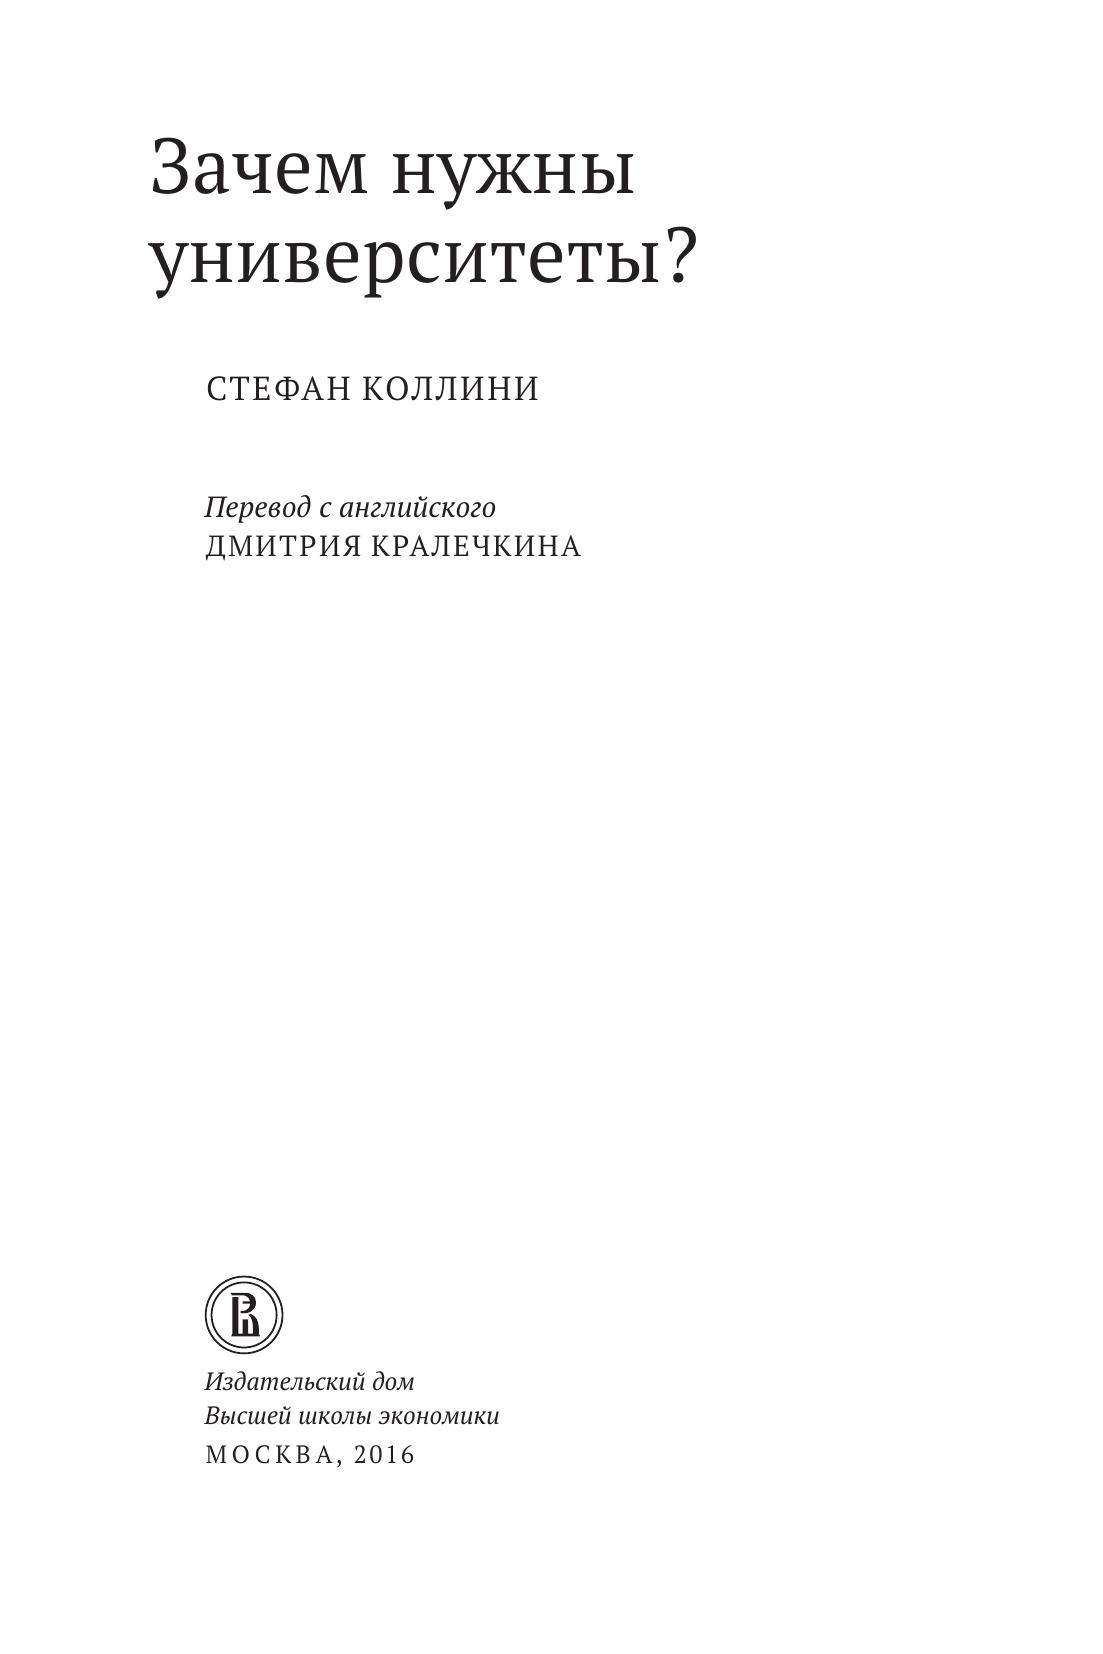 Зачем нужны
университеты?
СТЕФАН КОЛЛИНИ
Перевод с английского
ДМИТРИЯ КРАЛЕЧКИНА
Издательский дом
Высшей школы экономики
МОСКВА, 2016